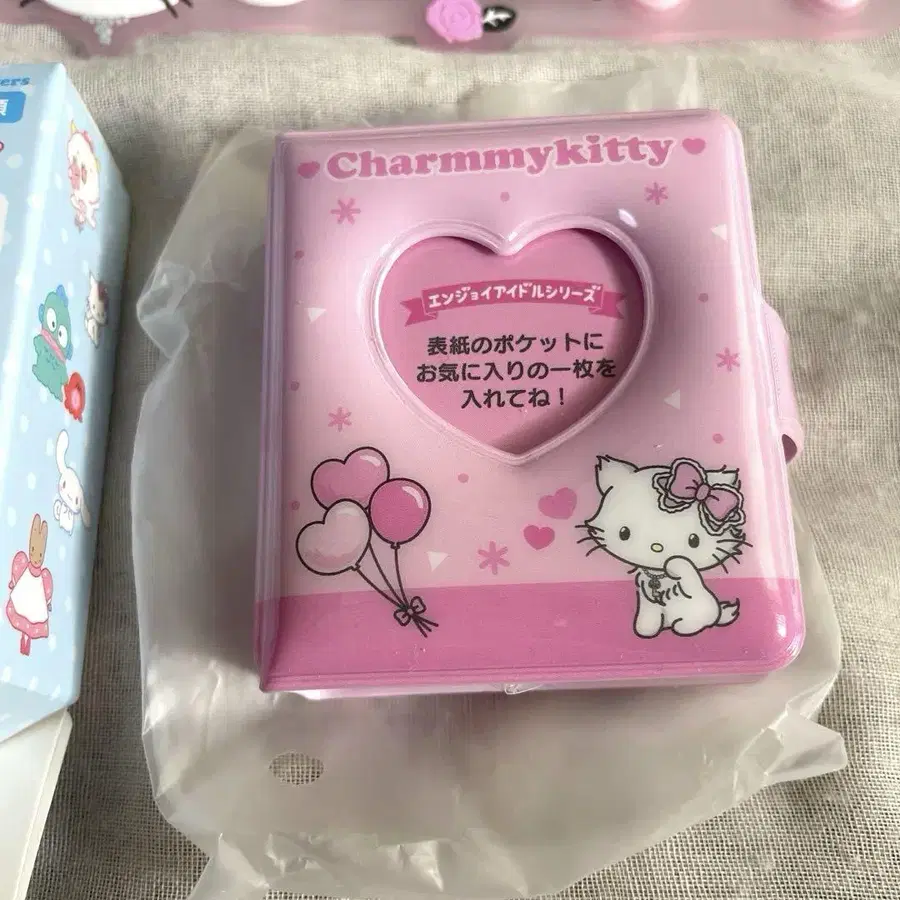 Charmmykitty
エンジョイアイドルシリーズ
表紙のポケットに
お気に入りの一枚を
入れてね！